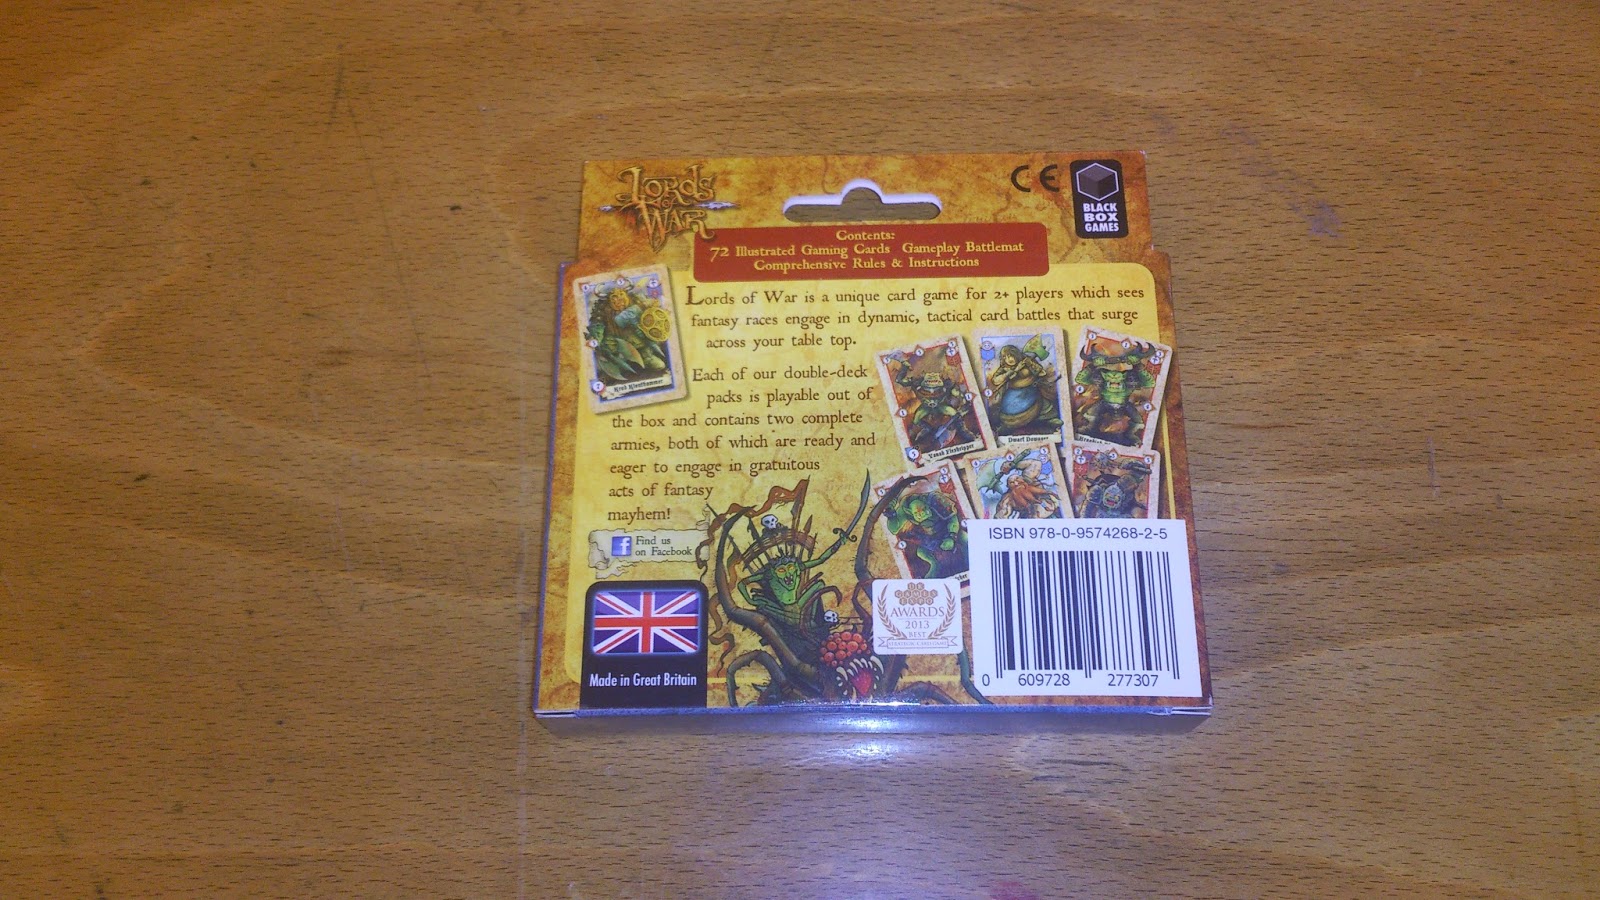 LORDS
OF
WAR
CE
BLACK
BOX
GAMES
Contents:
72 Illustrated Gaming Cards Gameplay Battlemat
Comprehensive Rules & Instructions
Lords of War is a unique card game for 2+ players which sees
fantasy races engage in dynamic, tactical card battles that surge
across your table top.
Each of our double-deck
packs is playable out of
the box and contains two complete
armies, both of which are ready and
eager to engage in gratuitous
acts of fantasy
mayhem!
Find us
on Facebook
Made in Great Britain
Dwarf Dowager
UK
GAMES
EXPO
AWARDS
2013
BEST
ISBN 978-0-9574268-2-5
0 609728 277307